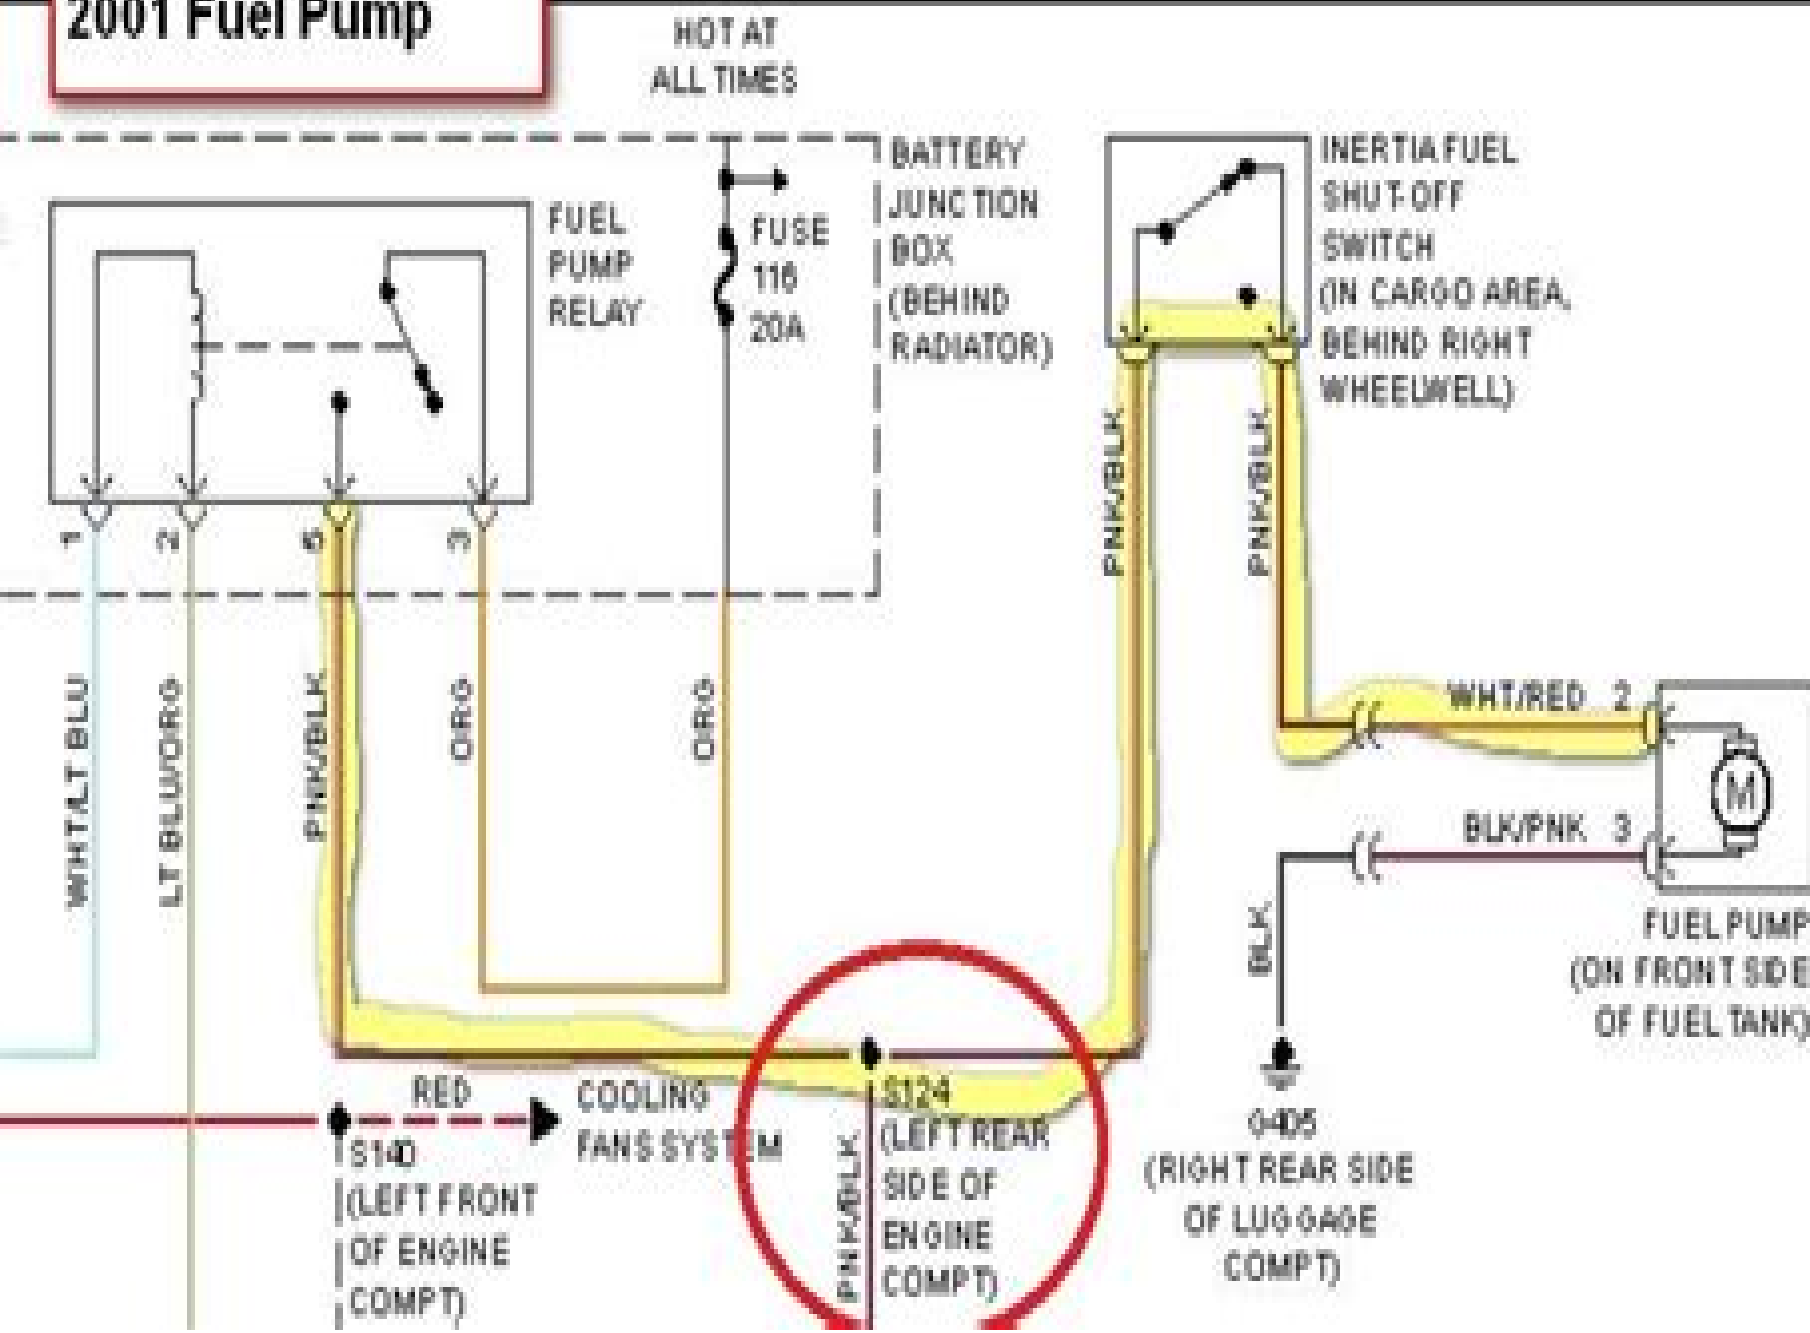 2001 Fuel Pump
HOT AT
ALL TIMES
BATTERY
JUNCTION
BOX
(BEHIND
RADIATOR)
FUEL
PUMP
RELAY
FUSE
116
20A
INERTIA FUEL
SHUT-OFF
SWITCH
(IN CARGO AREA,
BEHIND RIGHT
WHEELWELL)
1
2
5
3
WHT/LT BLU
LT BLU/ORG
PNK/BLK
ORG
ORG
PNK/BLK
PNK/BLK
WHT/RED 2
M
BLK/PNK 3
BLK
FUEL PUMP
(ON FRONT SIDE
OF FUEL TANK)
RED
COOLING
FANS SYSTEM
S140
(LEFT FRONT
OF ENGINE
COMPT)
S124
(LEFT REAR
SIDE OF
ENGINE
COMPT)
PNK/BLK
G405
(RIGHT REAR SIDE
OF LUGGAGE
COMPT)